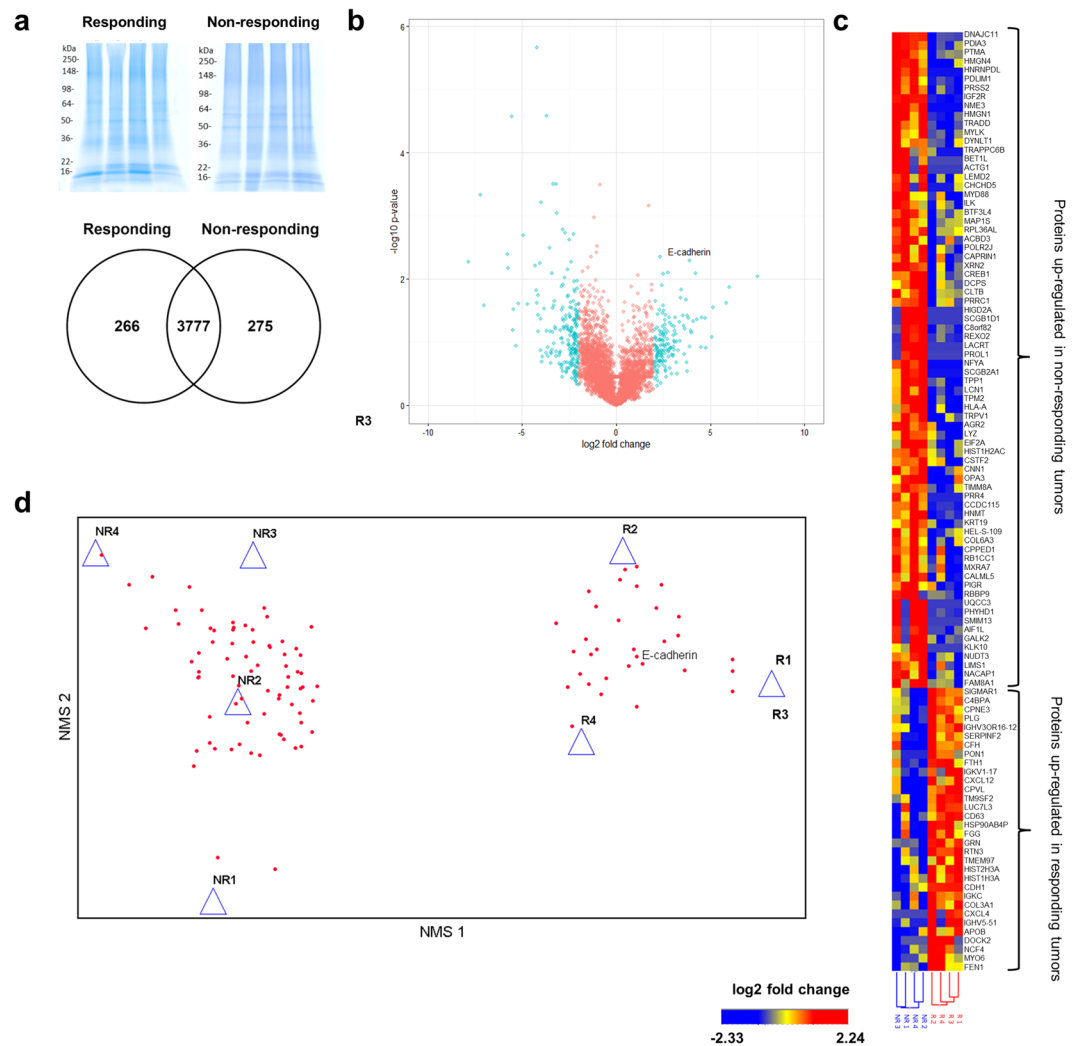 a
Responding
Non-responding
kDa
250-
148-
98-
64-
50-
36-
22-
16-
kDa
250-
148-
98-
64-
50-
36-
22-
16-
Responding
Non-responding
266
3777
275
b
6
4
2
0
-log10 p-value
E-cadherin
-10
-5
0
5
10
log2 fold change
R3
c
DNAJC11
PDIA3
PTMA
HMGN4
HNRNPDL
PDLIM1
PRSS2
IGF2R
NME3
HMGN1
TRADD
MYLK
DYNLT1
TRAPPC6B
BET1L
ACTG1
LEMD2
CHCHD5
MYD88
ILK
BTF3L4
MAP1S
RPL36AL
ACBD3
POLR2J
CAPRIN1
XRN2
CREB1
DCPS
CLTB
PRRC1
HIGD2A
SCGB1D1
C8orf82
REXO2
LACRT
PROL1
NFYA
SCGB2A1
TPP1
LCN1
TPM2
HLA-A
TRPV1
AGR2
LYZ
EIF2A
HIST1H2AC
CSTF2
CNN1
OPA3
TIMM8A
PRR4
CCDC115
HNMT
KRT19
HEL-S-109
COL6A3
CPPED1
RB1CC1
MXRA7
CALML5
PIGR
RBBP9
UQCC3
PHYHD1
SMIM13
AIF1L
GALK2
KLK10
NUDT3
LIMS1
NACAP1
FAM8A1
SIGMAR1
C4BPA
CPNE3
PLG
IGHV3OR16-12
SERPINF2
CFH
PON1
FTH1
IGKV1-17
CXCL12
CPVL
TM9SF2
LUC7L3
CD63
HSP90AB4P
FGG
GRN
RTN3
TMEM97
HIST2H3A
HIST1H3A
CDH1
IGKC
COL3A1
CXCL4
IGHV5-51
APOB
DOCK2
NCF4
MYO6
FEN1
Proteins up-regulated in non-responding tumors
Proteins up-regulated in responding tumors
NR3
NR1
NR4
NR2
R2
R4
R3
R1
d
NR4
NR3
R2
E-cadherin
R1
NR2
R3
R4
NR1
NMS 2
NMS 1
log2 fold change
-2.33
2.24